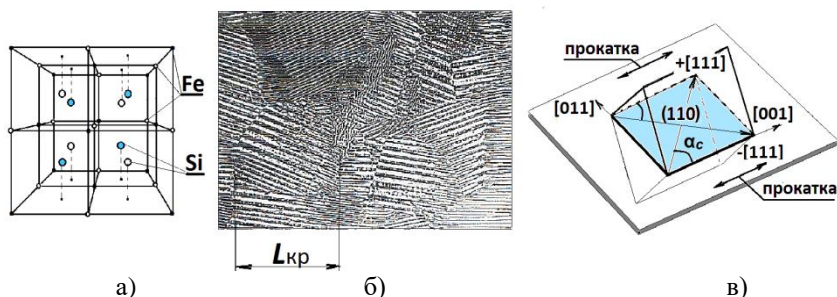 Fe
Si
Lкр
прокатка
+[111]
[011]
(110)
[001]
αc
-[111]
прокатка
а)
б)
в)